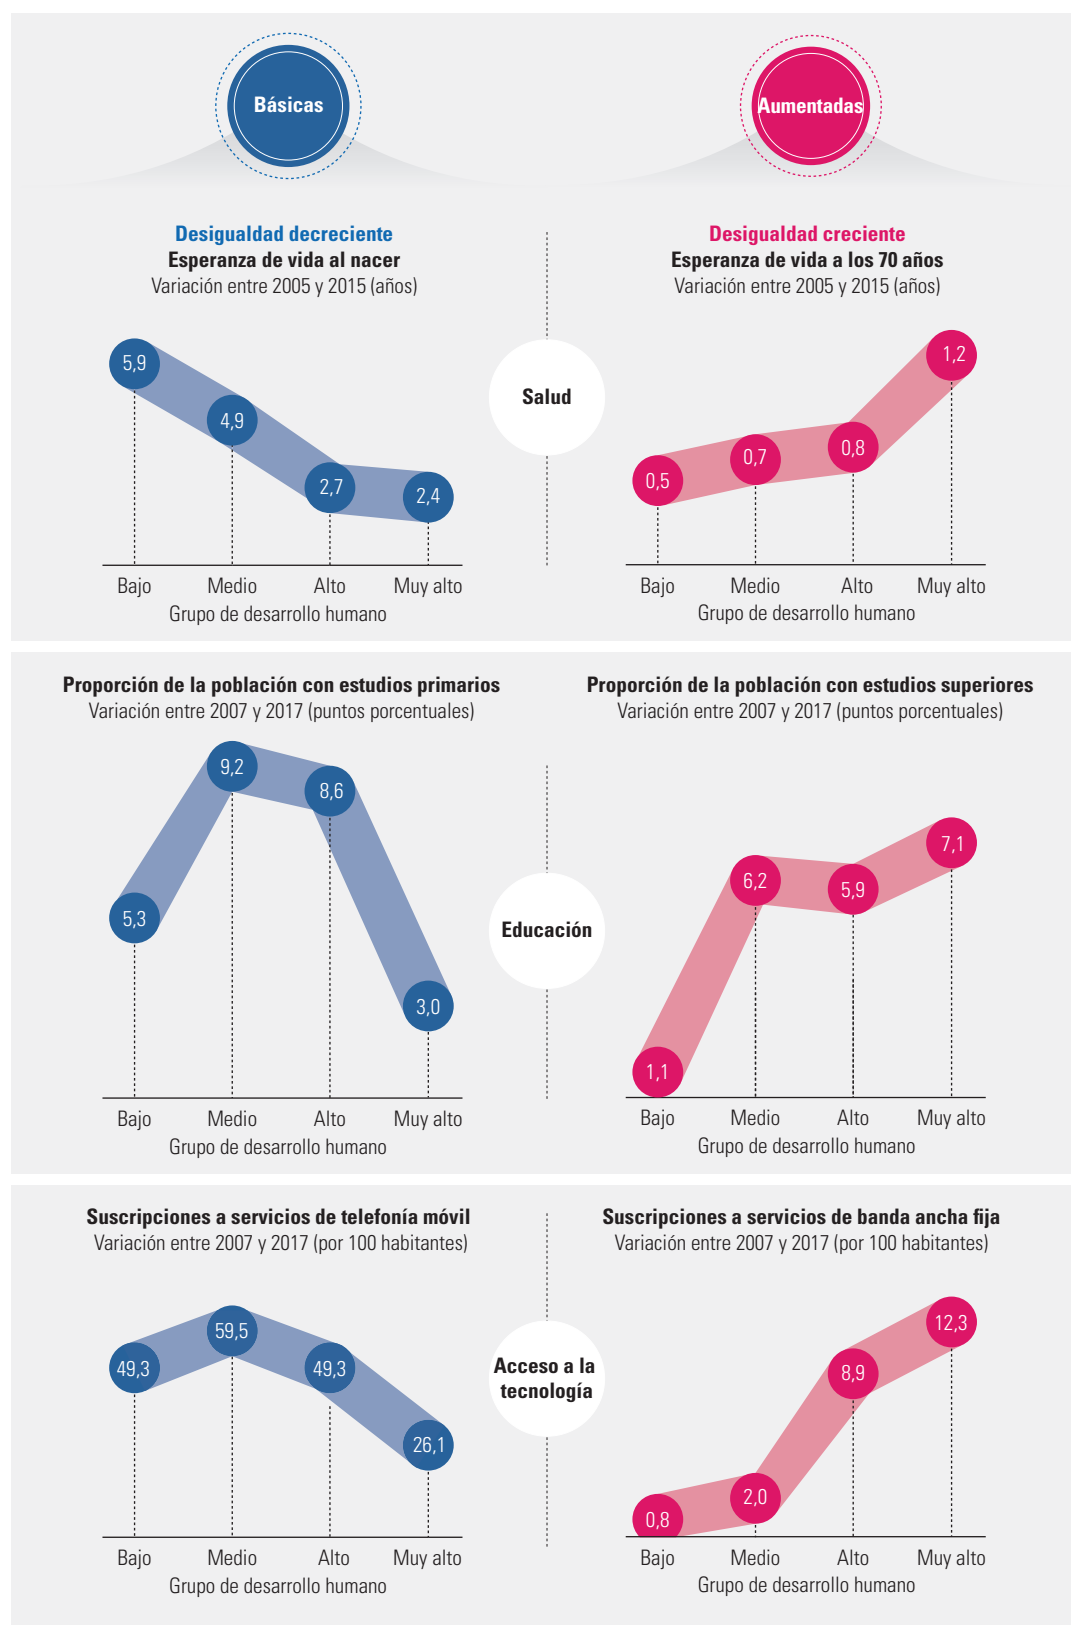 Básicas
Aumentadas
Desigualdad decreciente
Esperanza de vida al nacer
Variación entre 2005 y 2015 (años)
5,9
4,9
2,7
2,4
Bajo Medio Alto Muy alto
Grupo de desarrollo humano
Salud
Desigualdad creciente
Esperanza de vida a los 70 años
Variación entre 2005 y 2015 (años)
0,5
0,7
0,8
1,2
Bajo Medio Alto Muy alto
Grupo de desarrollo humano
Proporción de la población con estudios primarios
Variación entre 2007 y 2017 (puntos porcentuales)
5,3
9,2
8,6
3,0
Bajo Medio Alto Muy alto
Grupo de desarrollo humano
Educación
Proporción de la población con estudios superiores
Variación entre 2007 y 2017 (puntos porcentuales)
1,1
6,2
5,9
7,1
Bajo Medio Alto Muy alto
Grupo de desarrollo humano
Suscripciones a servicios de telefonía móvil
Variación entre 2007 y 2017 (por 100 habitantes)
49,3
59,5
49,3
26,1
Bajo Medio Alto Muy alto
Grupo de desarrollo humano
Acceso a la
tecnología
Suscripciones a servicios de banda ancha fija
Variación entre 2007 y 2017 (por 100 habitantes)
0,8
2,0
8,9
12,3
Bajo Medio Alto Muy alto
Grupo de desarrollo humano